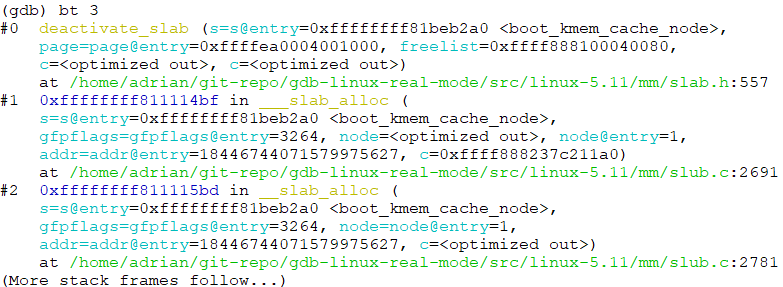 (gdb) bt 3
#0  deactivate_slab (s=s@entry=0xffffffff81beb2a0 <boot_kmem_cache_node>,
    page=page@entry=0xffffea0004001000, freelist=0xffff888100040080,
    c=<optimized out>, c=<optimized out>)
    at /home/adrian/git-repo/gdb-linux-real-mode/src/linux-5.11/mm/slab.h:557
#1  0xffffffff811114bf in ___slab_alloc (
    s=s@entry=0xffffffff81beb2a0 <boot_kmem_cache_node>,
    gfpflags=gfpflags@entry=3264, node=<optimized out>, node@entry=1,
    addr=addr@entry=18446744071579975627, c=0xffff888237c211a0)
    at /home/adrian/git-repo/gdb-linux-real-mode/src/linux-5.11/mm/slub.c:2691
#2  0xffffffff811115bd in __slab_alloc (
    s=s@entry=0xffffffff81beb2a0 <boot_kmem_cache_node>,
    gfpflags=gfpflags@entry=3264, node=node@entry=1,
    addr=addr@entry=18446744071579975627, c=<optimized out>)
    at /home/adrian/git-repo/gdb-linux-real-mode/src/linux-5.11/mm/slub.c:2781
(More stack frames follow...)